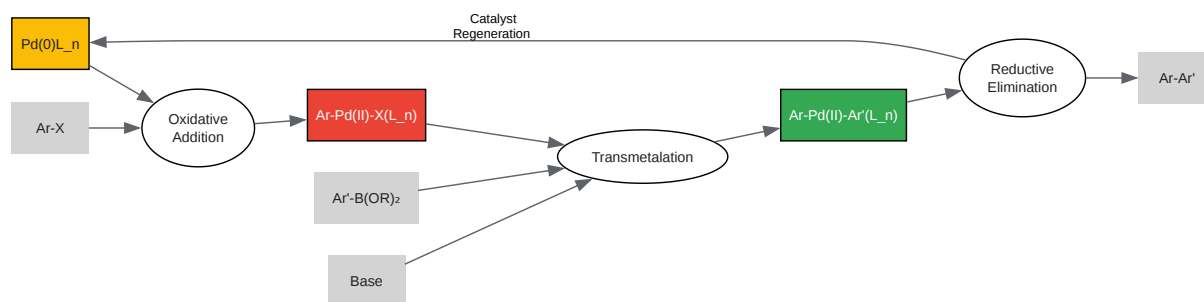 Catalyst
Regeneration
Pd(0)L_n
Reductive
Elimination
Ar-Ar'
Ar-X
Oxidative
Addition
Ar-Pd(II)-X(L_n)
Ar-Pd(II)-Ar'(L_n)
Transmetalation
Ar'-B(OR)₂
Base